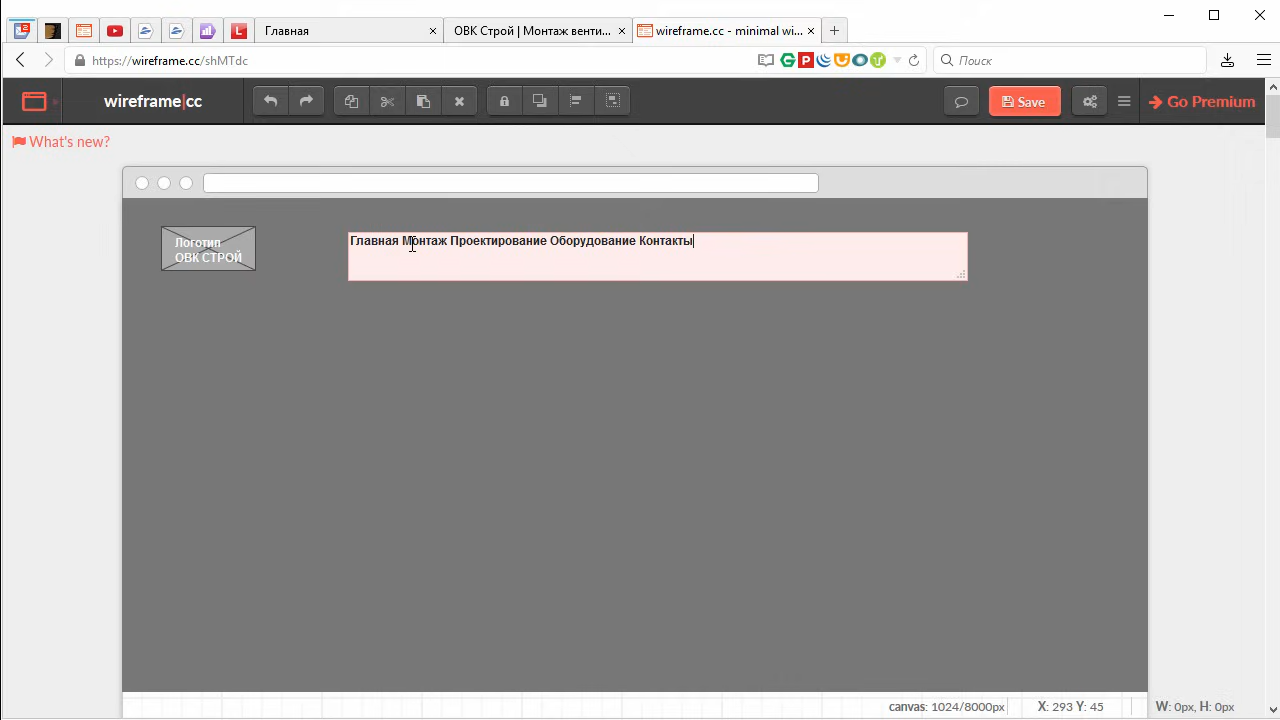 Главная
ОВК Строй | Монтаж венти...
wireframe.cc - minimal wi...
https://wireframe.cc/shMTdc
Поиск
wireframe|cc
Save
Go Premium
What's new?
Логотип
ОВК СТРОЙ
Главная Монтаж Проектирование Оборудование Контакты
canvas: 1024/8000px
X: 293 Y: 45
W: 0px, H: 0px